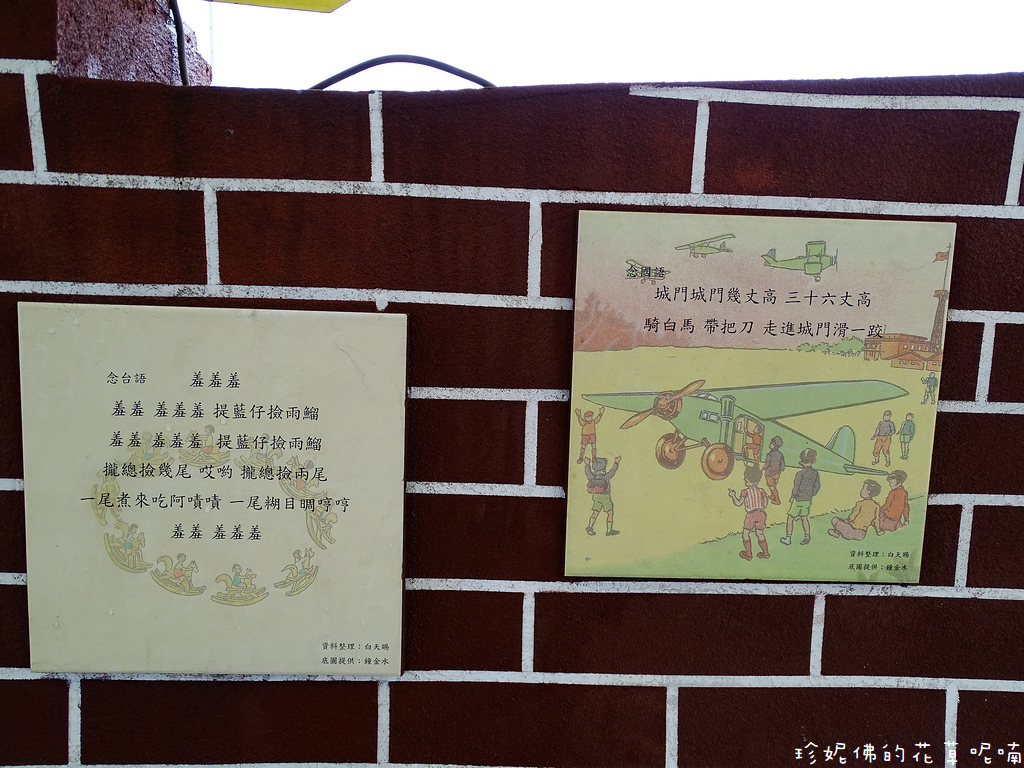 念台語 羞羞羞
羞羞 羞羞羞 提藍仔撿雨鰡
羞羞 羞羞羞 提藍仔撿雨鰡
攏總撿幾尾 哎喲 攏總撿兩尾
一尾煮來吃阿嘖嘖 一尾糊目睭哼哼
羞羞 羞羞羞
資料整理：白天賜
底圖提供：鐘金水
念國語
城門城門幾丈高 三十六丈高
騎白馬 帶把刀 走進城門滑一跤
資料整理：白天賜
底圖提供：鐘金水
珍妮佛的花草呢喃